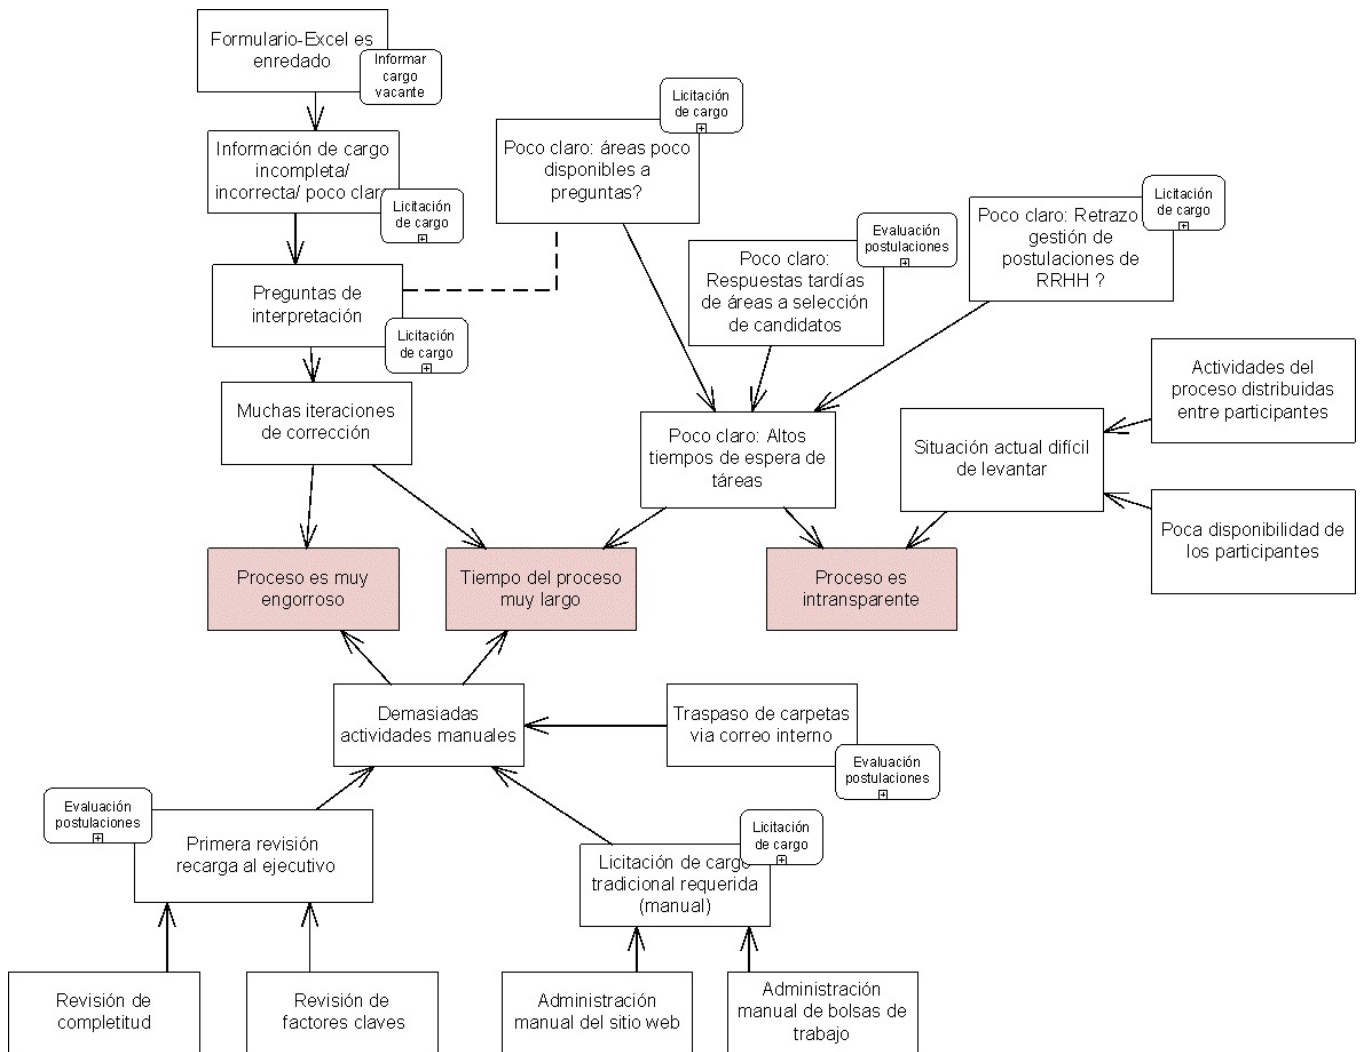 Formulario-Excel es
enredado
Informar
cargo
vacante
Licitación
de cargo
Información de cargo
incompleta/
incorrecta/ poco clara
Licitación
de cargo
Poco claro: áreas poco
disponibles a
preguntas?
Evaluación
postulaciones
Poco claro:
Respuestas tardías
de áreas a selección
de candidatos
Licitación
de cargo
Poco claro: Retrazo
gestión de
postulaciones de
RRHH ?
Preguntas de
interpretación
Licitación
de cargo
Muchas iteraciones
de corrección
Poco claro: Altos
tiempos de espera de
táreas
Situación actual difícil
de levantar
Actividades del
proceso distribuidas
entre participantes
Poca disponibilidad de
los participantes
Proceso es muy
engorroso
Tiempo del proceso
muy largo
Proceso es
intransparente
Demasiadas
actividades manuales
Traspaso de carpetas
via correo interno
Evaluación
postulaciones
Evaluación
postulaciones
Primera revisión
recarga al ejecutivo
Licitación
de cargo
Licitación de cargo
tradicional requerida
(manual)
Revisión de
completitud
Revisión de
factores claves
Administración
manual del sitio web
Administración
manual de bolsas de
trabajo